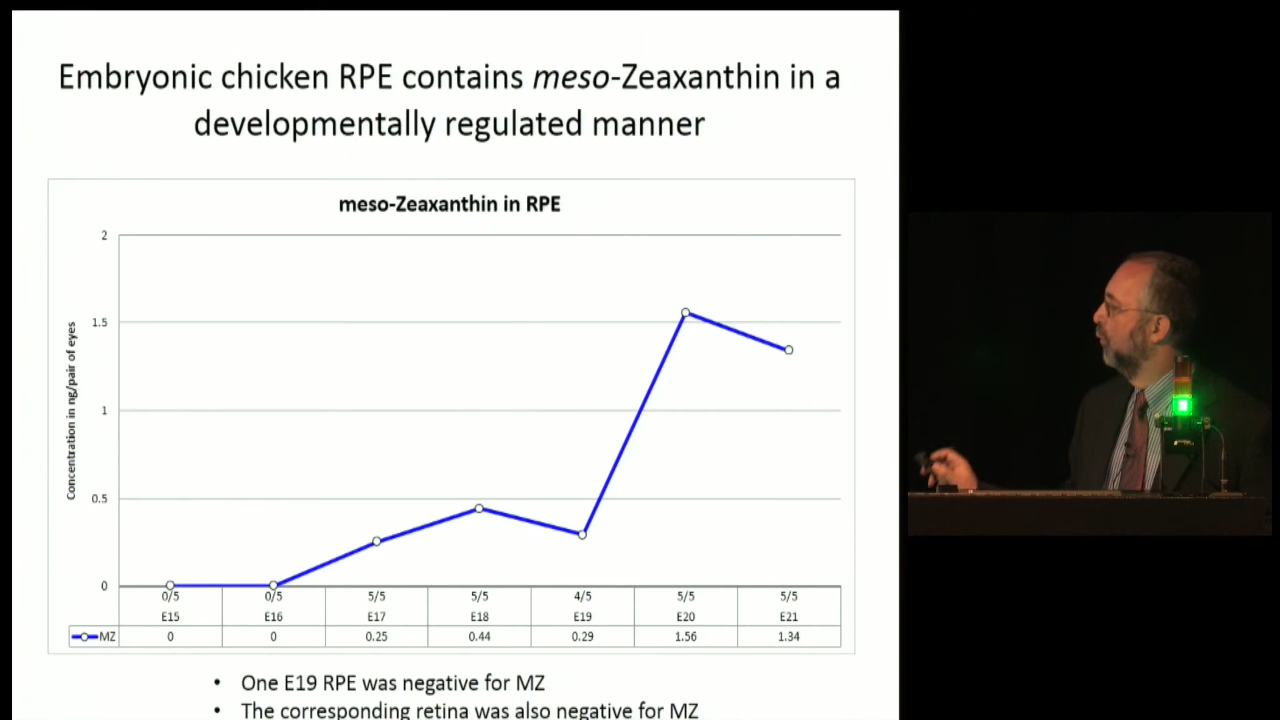 Embryonic chicken RPE contains meso-Zeaxanthin in a
developmentally regulated manner
meso-Zeaxanthin in RPE
Concentration in ng/pair of eyes
2
1.5
1
0.5
0
0/5 0/5 5/5 5/5 4/5 5/5 5/5
E15 E16 E17 E18 E19 E20 E21
MZ 0 0 0.25 0.44 0.29 1.56 1.34
• One E19 RPE was negative for MZ
• The corresponding retina was also negative for MZ